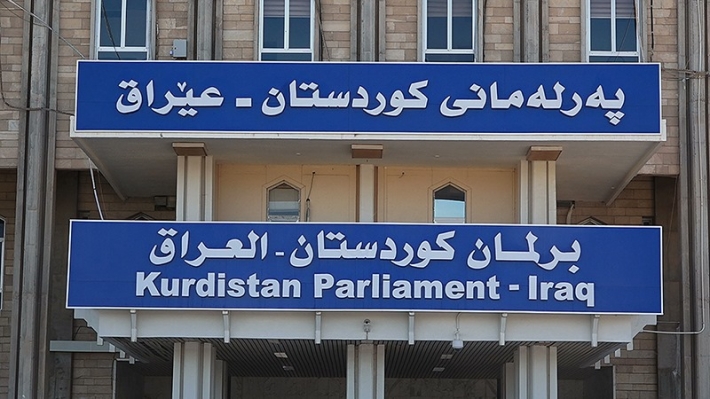 پەرلەمانی کوردستان - عێراق
برلمان كوردستان - العراق
Kurdistan Parliament - Iraq